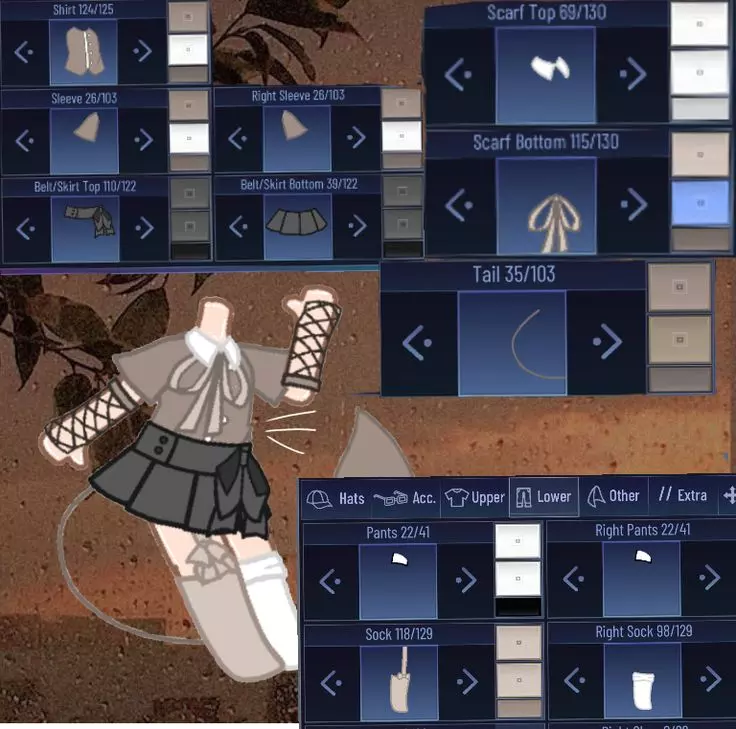 Shirt 124/125
Scarf Top 69/130
Sleeve 26/103
Right Sleeve 26/103
Scarf Bottom 115/130
Belt/Skirt Top 110/122
Belt/Skirt Bottom 39/122
Tail 35/103
Hats
Acc.
Upper
Lower
Other
Extra
Pants 22/41
Right Pants 22/41
Sock 118/129
Right Sock 98/129